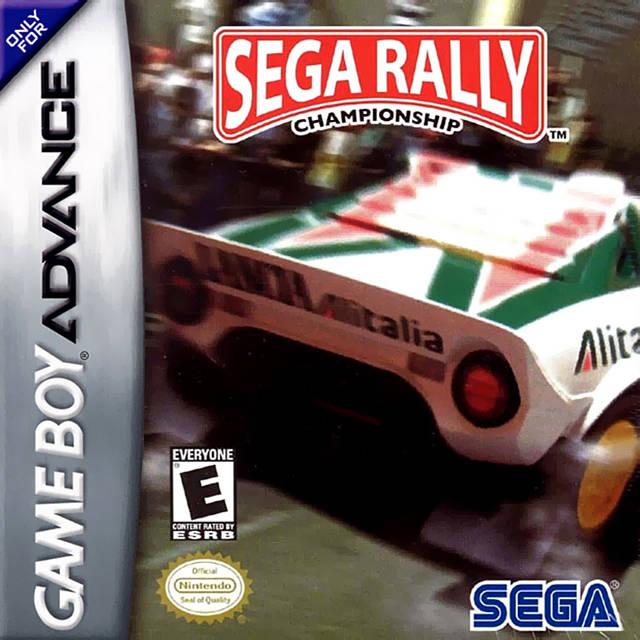 ONLY
FOR
GAME BOY ADVANCE
®
SEGA RALLY
CHAMPIONSHIP
TM
Alitalia
Alita
EVERYONE
E
®
CONTENT RATED BY
ESRB
Official
Nintendo
Seal of Quality
SEGA®